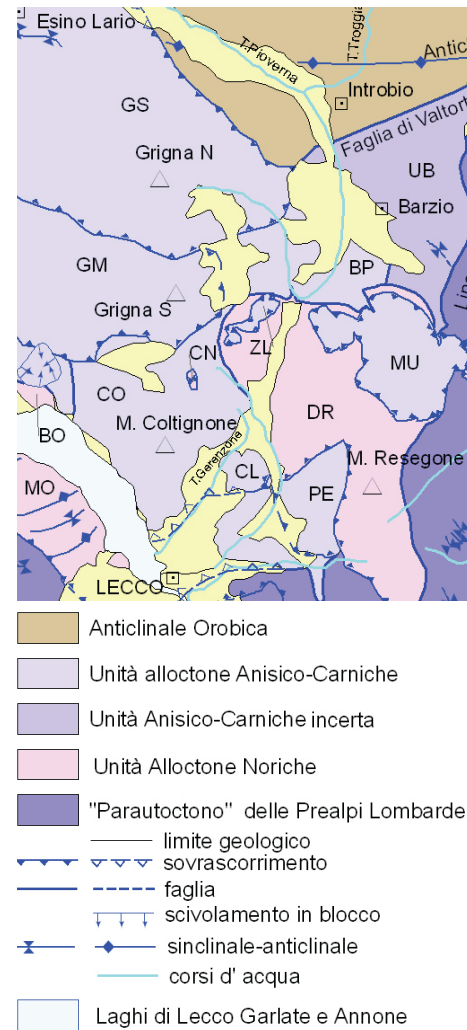 Esino Lario
T.Pioverna
T.Troggia
Antic
Introbio
GS
Faglia di Valtort
Grigna N
UB
Barzio
BP
Line
GM
Grigna S
ZL
CN
MU
CO
DR
BO
M. Coltignone
T.Gerenzone
CL
M. Resegone
MO
PE
LECCO
Anticlinale Orobica
Unità alloctone Anisico-Carniche
Unità Anisico-Carniche incerta
Unità Alloctone Noriche
"Parautoctono" delle Prealpi Lombarde
limite geologico
sovrascorrimento
faglia
scivolamento in blocco
sinclinale-anticlinale
corsi d' acqua
Laghi di Lecco Garlate e Annone